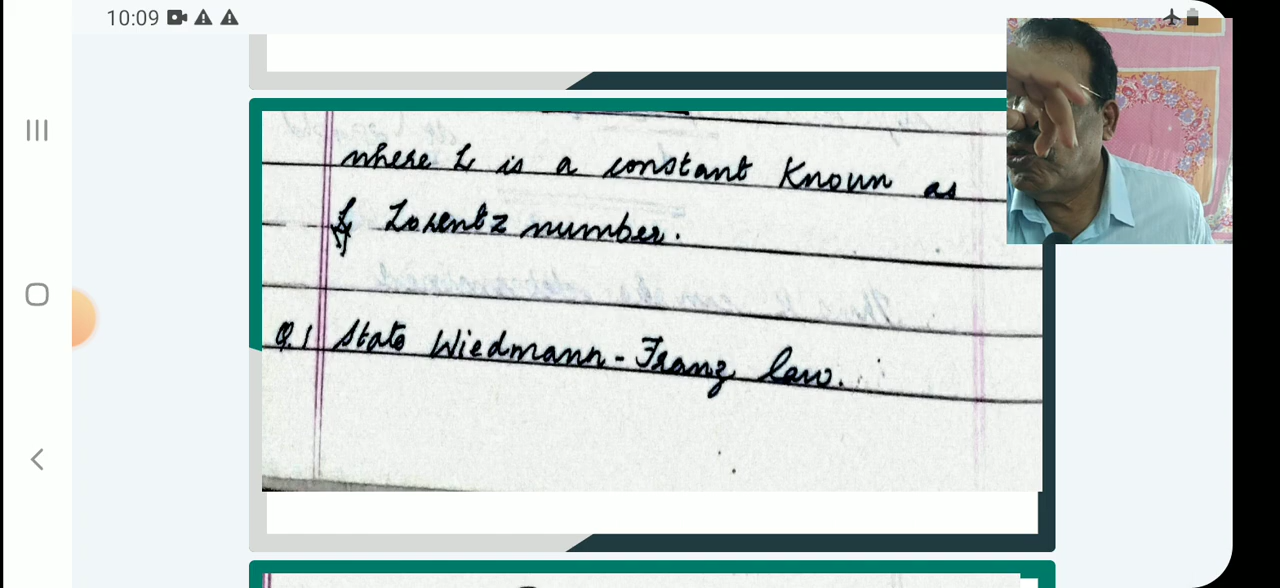 10:09
where L is a constant Known as
Lorentz number.
Q.1 State Wiedmann-Franz law.